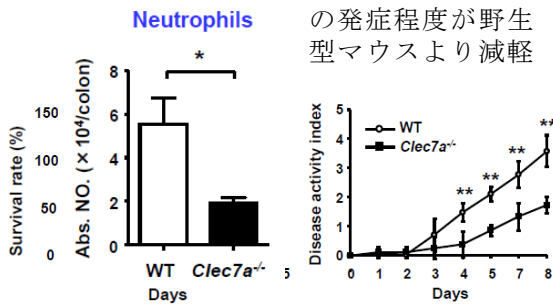 の発症程度が野生
型マウスより減軽
Neutrophils
*
Abs. NO. (×10⁴/colon)
8
6
4
2
0
WT Clec7a-/-
Days
Survival rate (%)
150
100
50
0
5
Disease activity index
5
4
3
2
1
0
WT
Clec7a-/-
** ** ** **
0 1 2 3 4 5 7 8
Days